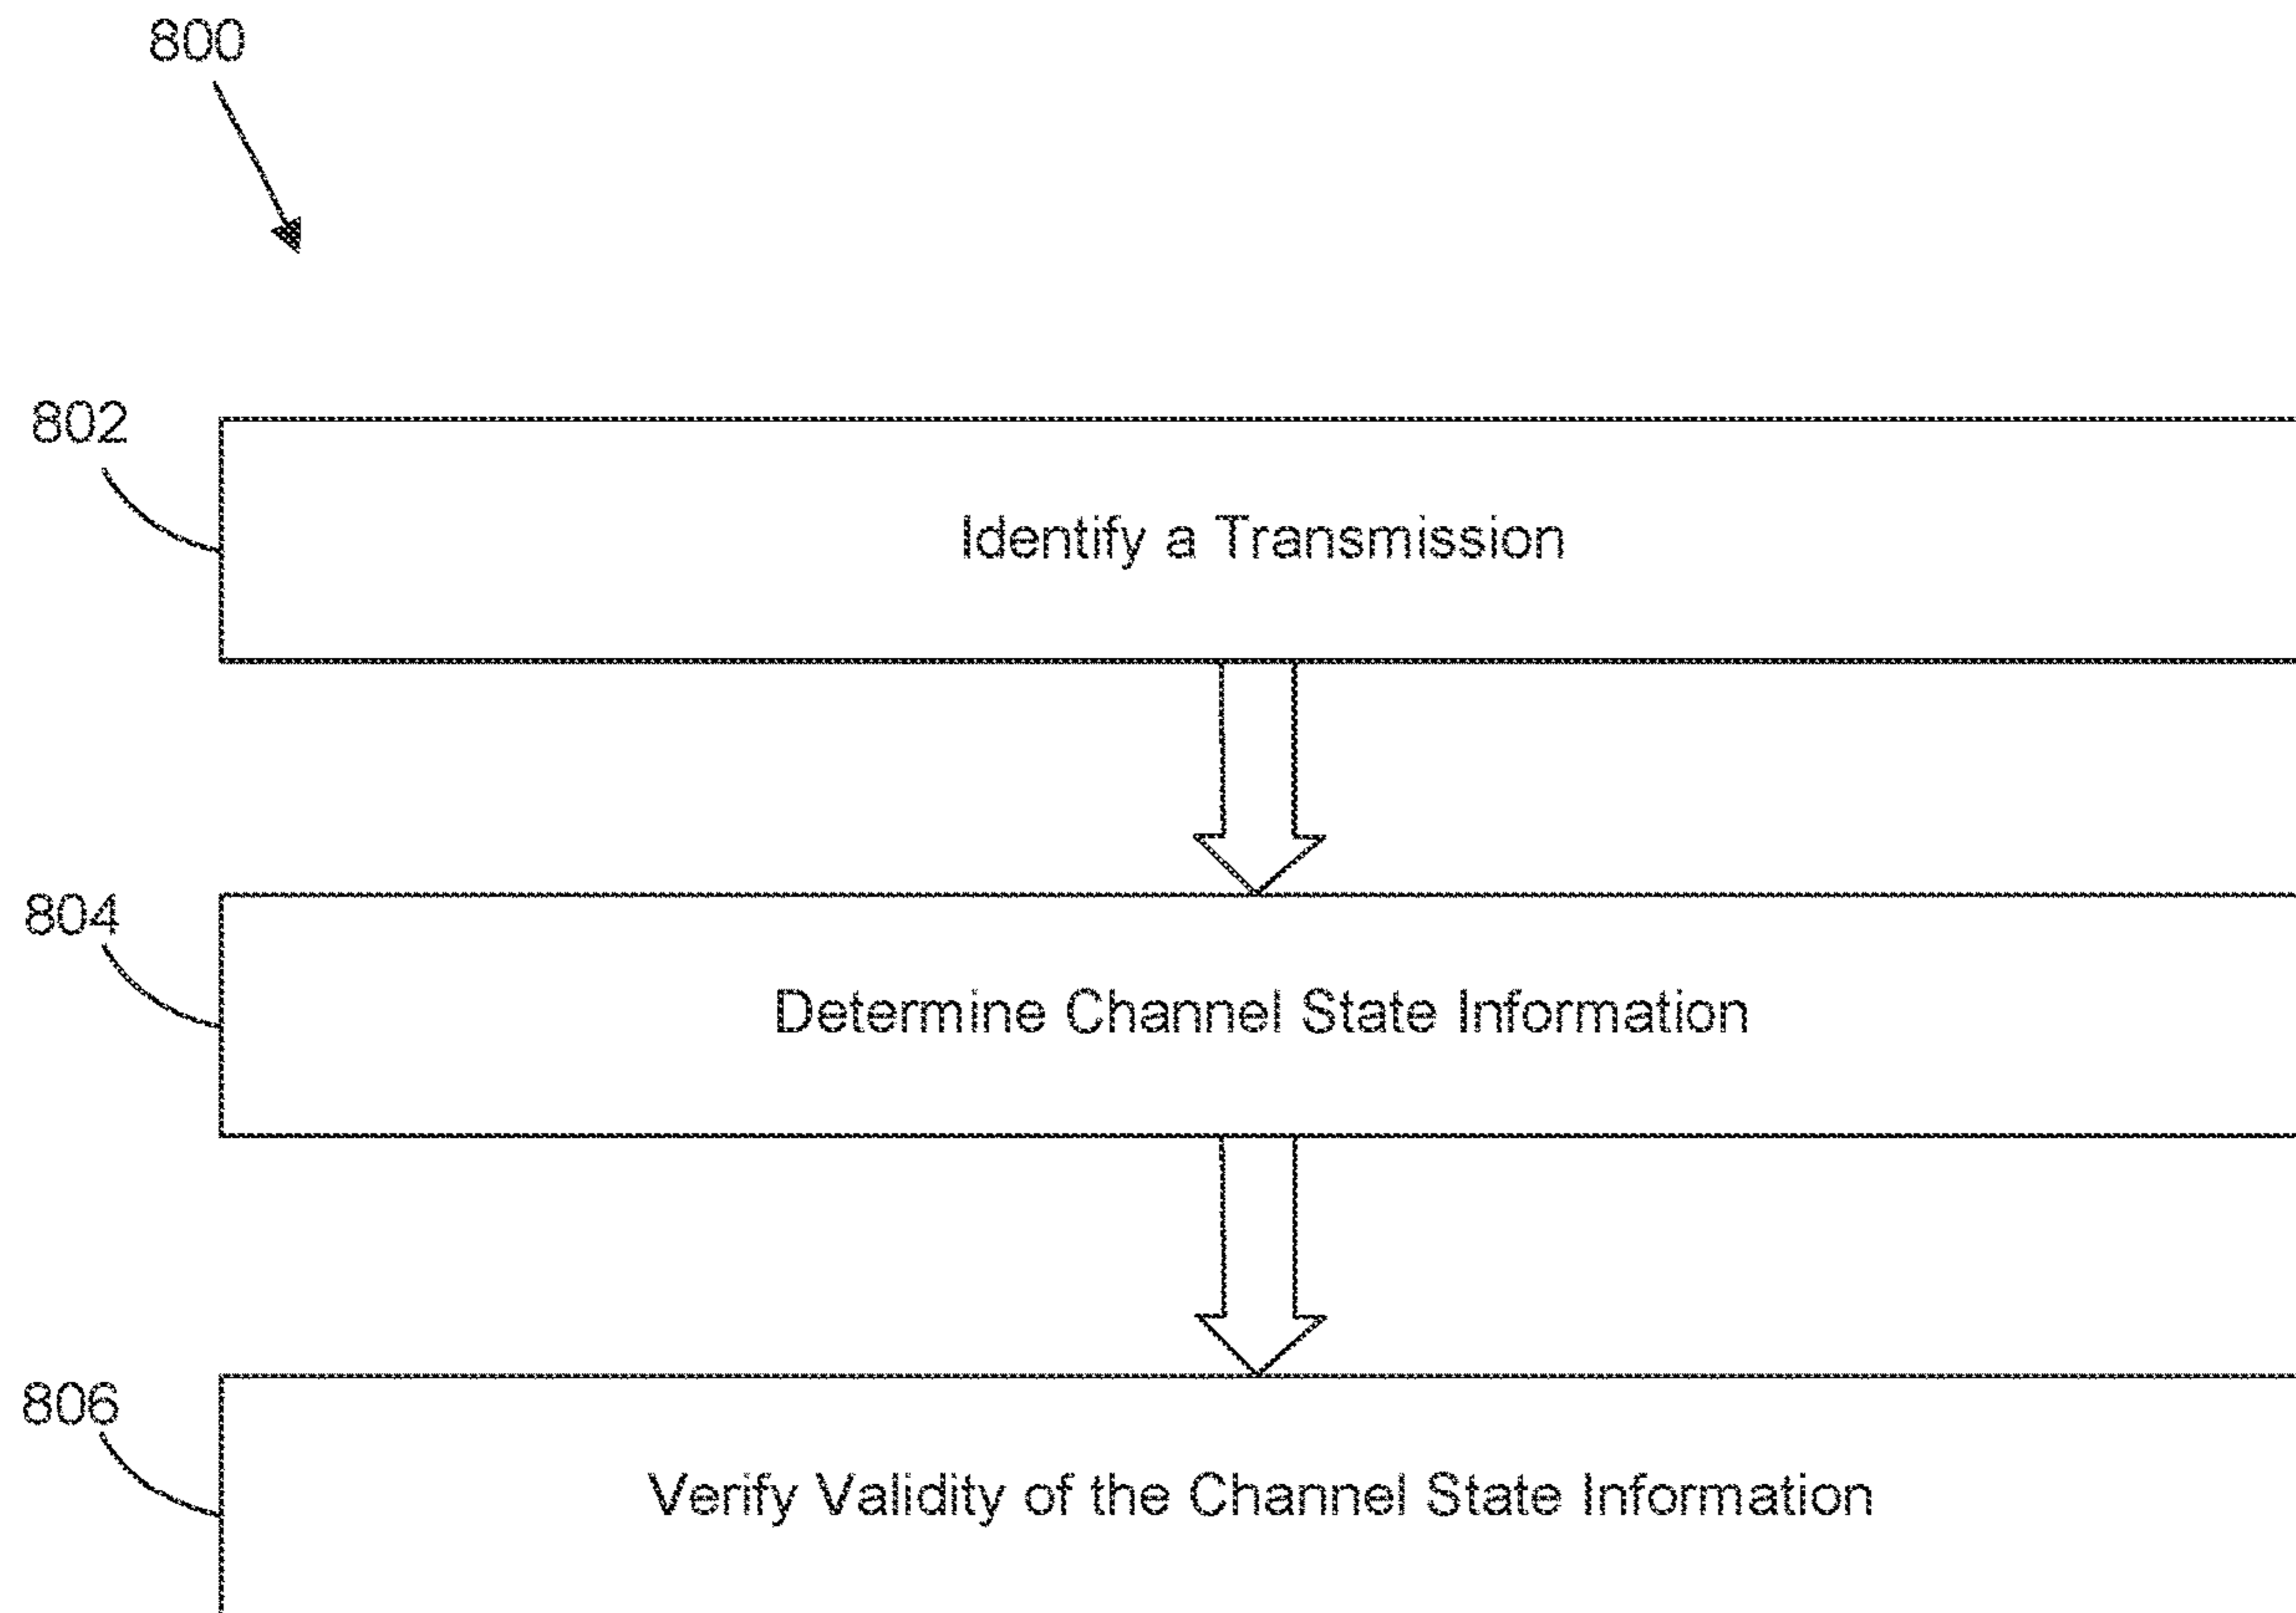 800
802
Identify a Transmission
804
Determine Channel State Information
806
Verify Validity of the Channel State Information